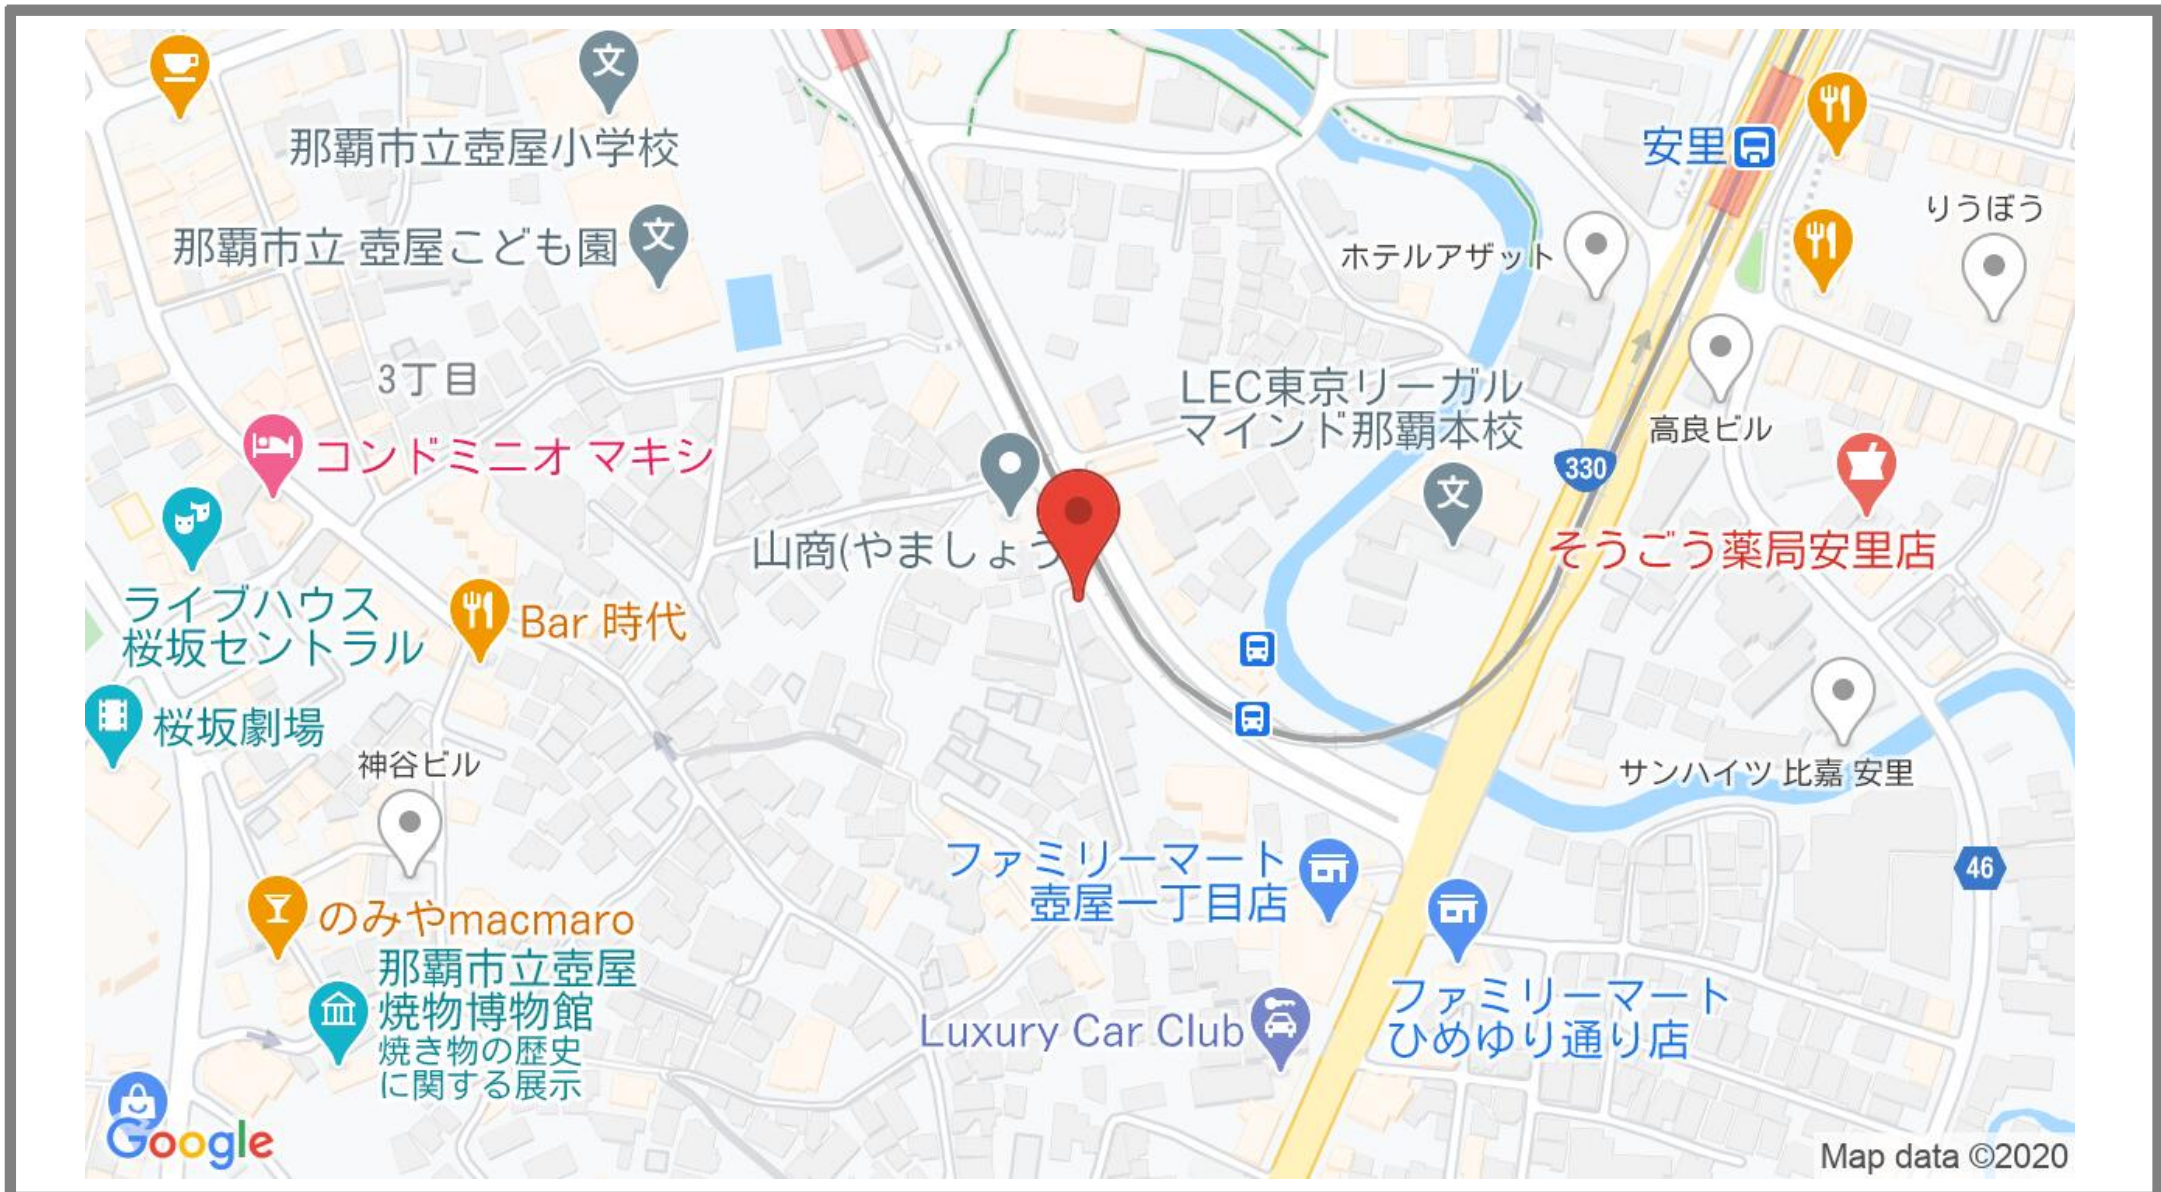 那覇市立壺屋小学校
安里
りうぼう
那覇市立 壺屋こども園
ホテルアザット
3丁目
LEC東京リーガル
マインド那覇本校
高良ビル
330
コンドミニオ マキシ
山商(やましょう
そうごう薬局安里店
ライブハウス
桜坂セントラル
Bar 時代
桜坂劇場
神谷ビル
サンハイツ 比嘉 安里
ファミリーマート
壺屋一丁目店
46
のみやmacmaro
那覇市立壺屋
焼物博物館
焼き物の歴史
に関する展示
Luxury Car Club
ファミリーマート
ひめゆり通り店
Google
Map data ©2020
文
文
文